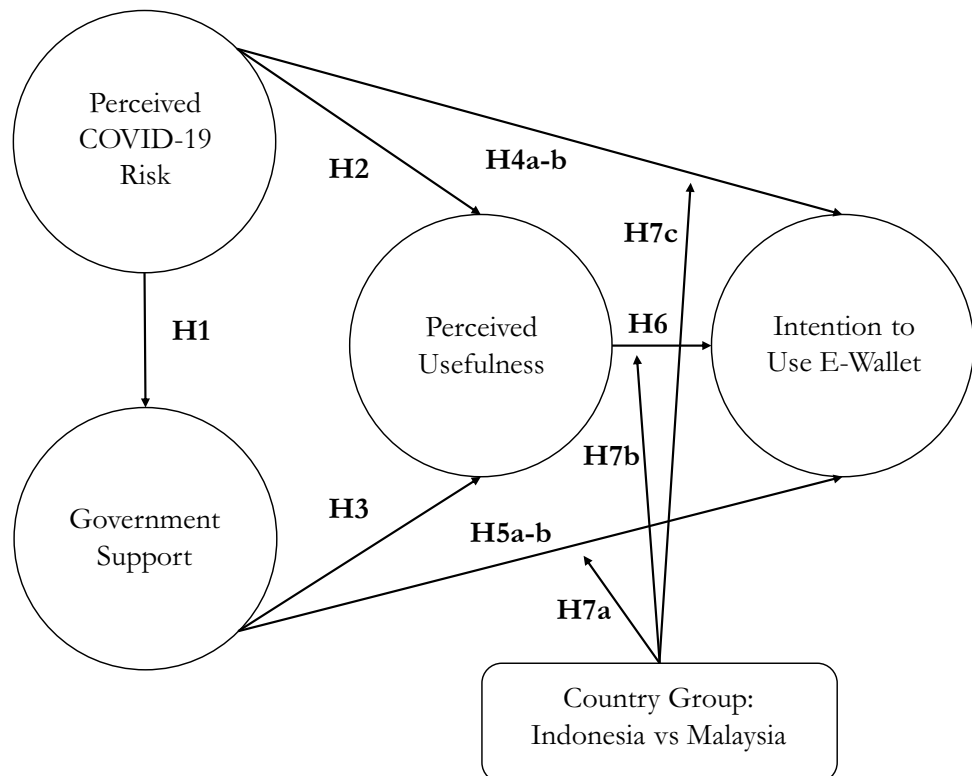 Perceived
COVID-19
Risk
H2
H4a-b
H7c
H1
Perceived
Usefulness
H6
Intention to
Use E-Wallet
H7b
Government
Support
H3
H5a-b
H7a
Country Group:
Indonesia vs Malaysia